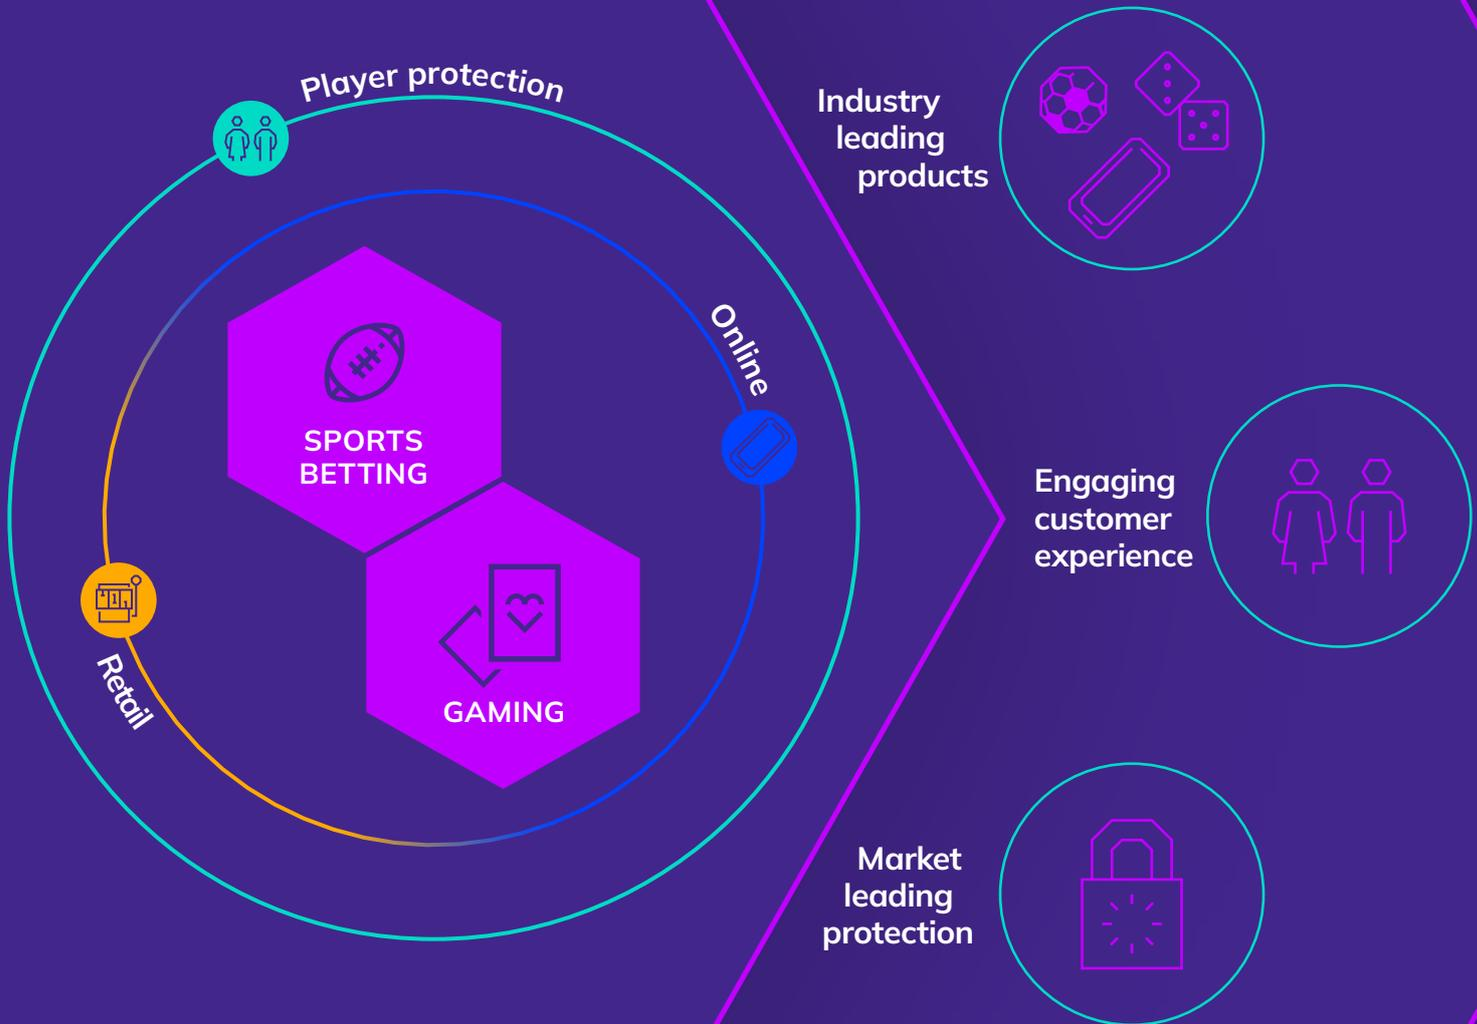 Player protection
Online
SPORTS
BETTING
GAMING
Retail
Industry
leading
products
Engaging
customer
experience
Market
leading
protection